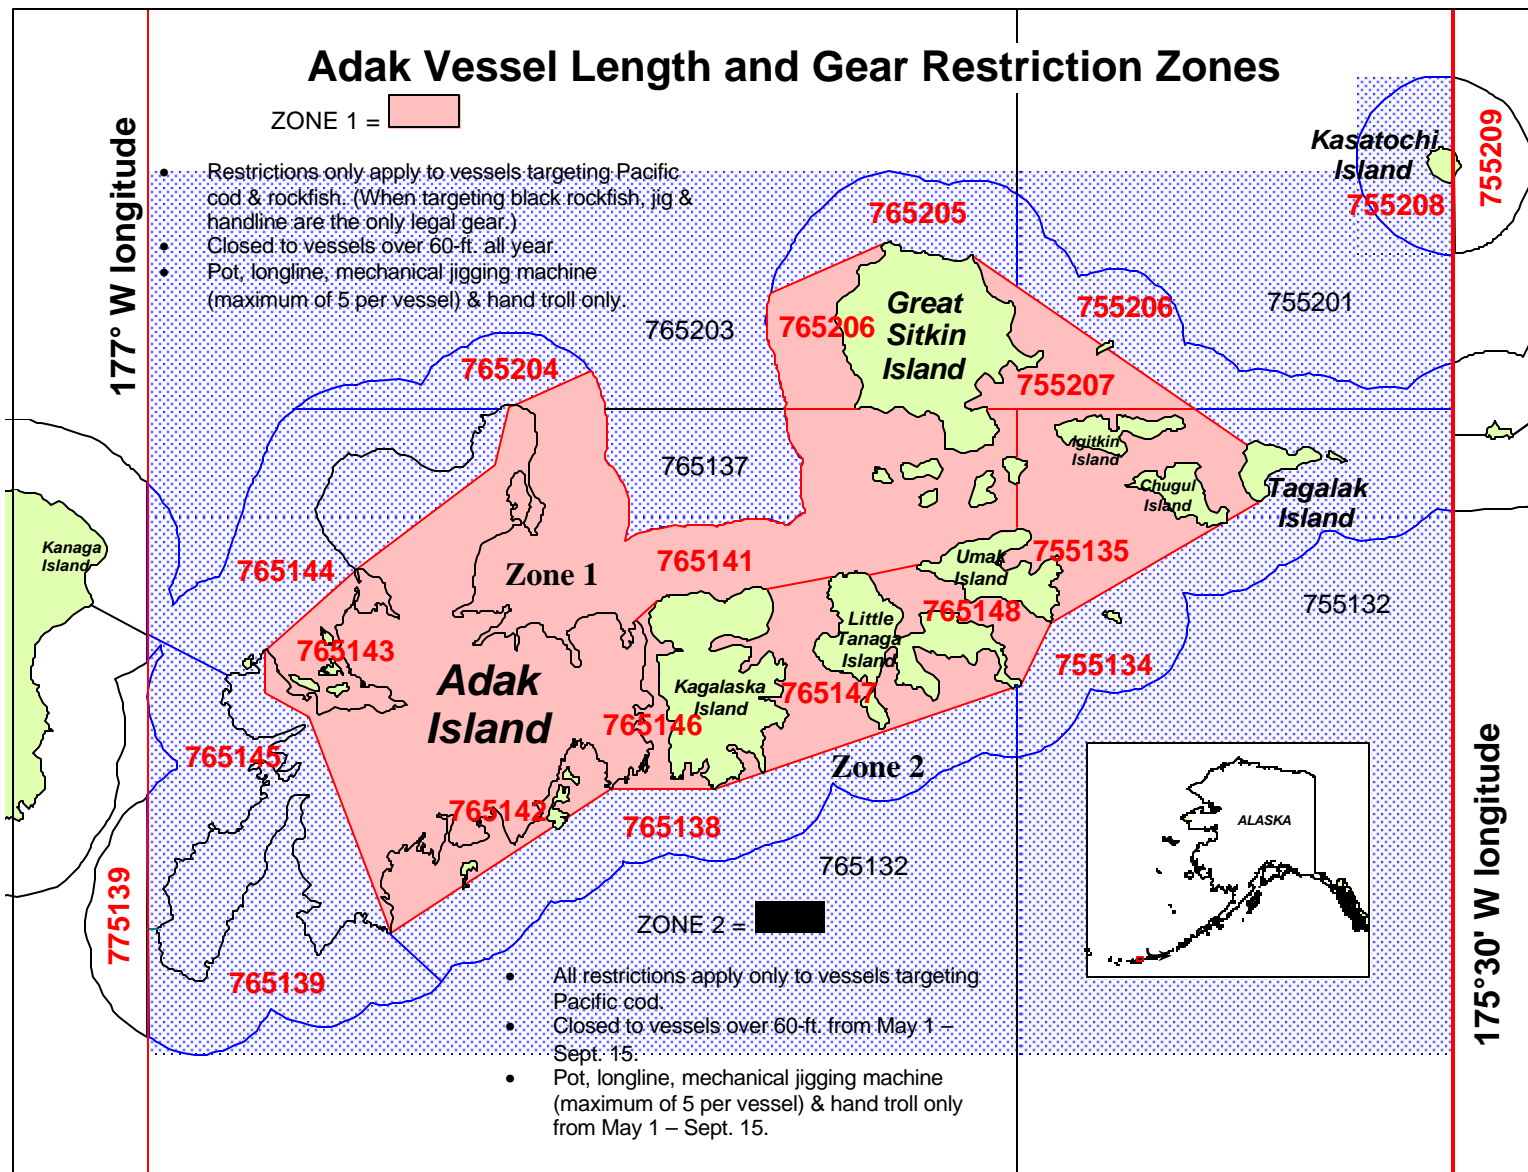 Adak Vessel Length and Gear Restriction Zones
ZONE 1 =
177° W longitude
• Restrictions only apply to vessels targeting Pacific
cod & rockfish. (When targeting black rockfish, jig &
handline are the only legal gear.)
• Closed to vessels over 60-ft. all year.
• Pot, longline, mechanical jigging machine
(maximum of 5 per vessel) & hand troll only.
Kasatochi
Island
755208
755209
765205
765203
765206
Great
Sitkin
Island
755206
755201
755207
765204
765137
Igitkin
Island
Chugul
Island
Tagalak
Island
Kanaga
Island
765144
Zone 1
765141
Umak
Island
755135
755132
765143
Little
Tanaga
Island
765148
755134
Adak
Island
Kagalaska
Island
765147
765146
765145
Zone 2
765142
765138
765132
775139
765139
ALASKA
175°30' W longitude
ZONE 2 =
• All restrictions apply only to vessels targeting
Pacific cod.
• Closed to vessels over 60-ft. from May 1 –
Sept. 15.
• Pot, longline, mechanical jigging machine
(maximum of 5 per vessel) & hand troll only
from May 1 – Sept. 15.